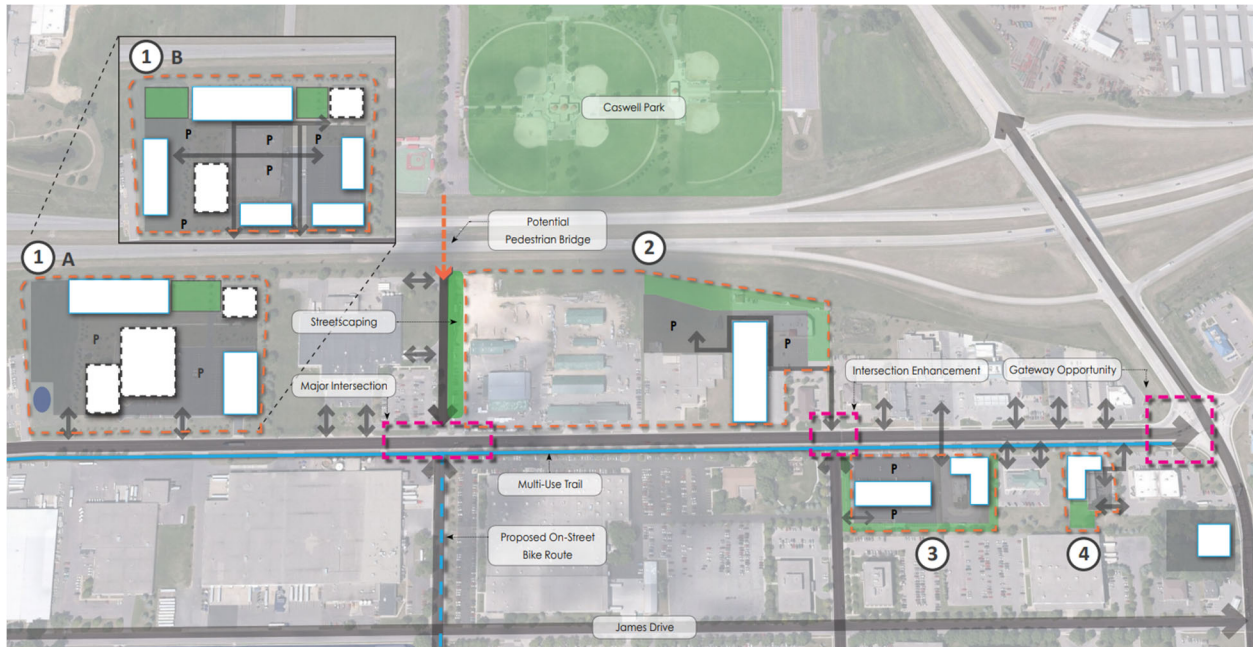 1 B
Caswell Park
P
P
P
P
P
Potential
Pedestrian Bridge
2
1 A
Streetscaping
P
P
P
P
Major Intersection
Intersection Enhancement
Gateway Opportunity
Multi-Use Trail
P
P
Proposed On-Street
Bike Route
3
4
James Drive